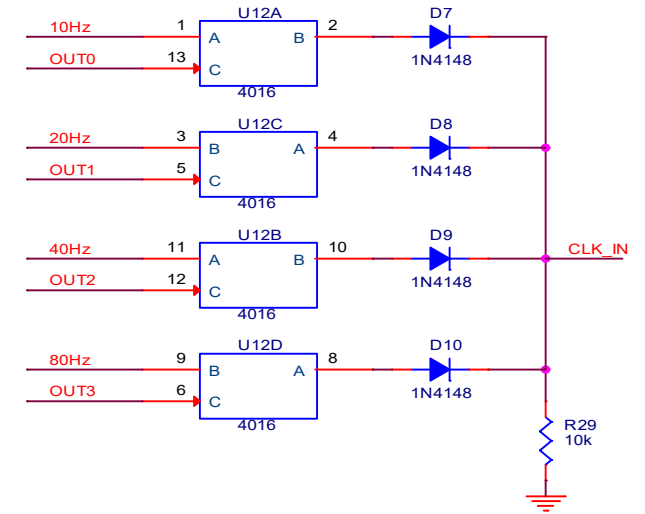 U12A D7
10Hz 1 A B 2
OUT0 13 C 1N4148
4016
U12C D8
20Hz 3 B A 4
OUT1 5 C 1N4148
4016
U12B D9
40Hz 11 A B 10 CLK_IN
OUT2 12 C 1N4148
4016
U12D D10
80Hz 9 B A 8
OUT3 6 C 1N4148
4016
R29
10k